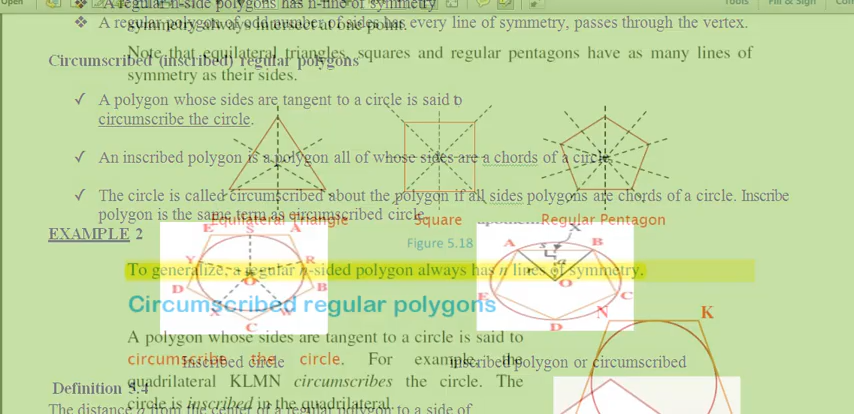 Open Tools Fill & Sign
❖ A regular n-side polygons has n-line of symmetry
symmetry always intersect at one point.
❖ A regular polygon of odd number of sides has every line of symmetry, passes through the vertex.
Note that equilateral triangles, squares and regular pentagons have as many lines of
symmetry as their sides.
Circumscribed (inscribed) regular polygons
✓ A polygon whose sides are tangent to a circle is said to
circumscribe the circle.
✓ An inscribed polygon is a polygon all of whose sides are a chords of a circle.
✓ The circle is called circumscribed about the polygon if all sides polygons are chords of a circle. Inscribe
polygon is the same term as circumscribed circle.
Equilateral Triangle Square Regular Pentagon
EXAMPLE 2
Figure 5.18
E S A
Y R
O
D B
X W
C
X
A s B
a
O
E C
D
To generalize, a regular n-sided polygon always has n lines of symmetry.
Circumscribed regular polygons
N K
A polygon whose sides are tangent to a circle is said to
circumscribe the circle. For example, the
Inscribed circle inscribed polygon or circumscribed
quadrilateral KLMN circumscribes the circle. The
Definition 5.4
circle is inscribed in the quadrilateral.
The distance from the center of a regular polygon to a side of